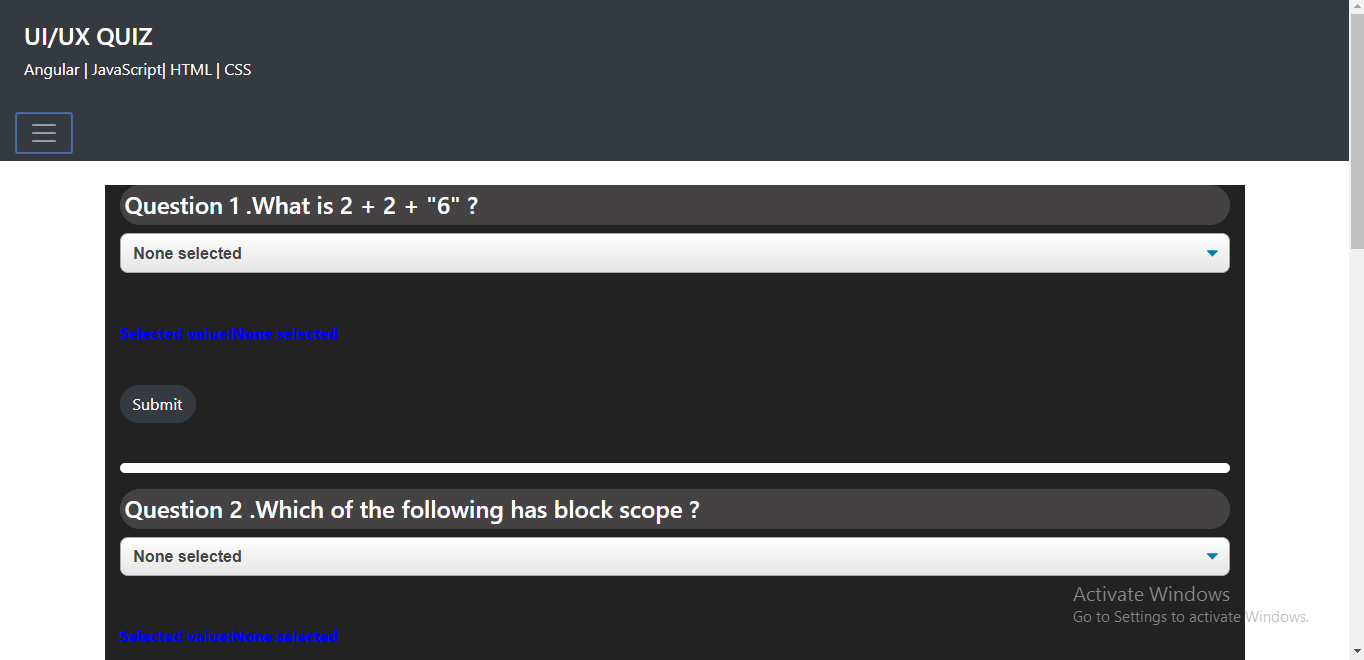 UI/UX QUIZ
Angular | JavaScript| HTML | CSS
Question 1 .What is 2 + 2 + "6" ?
None selected
Selected value:None selected
Submit
Question 2 .Which of the following has block scope ?
None selected
Activate Windows
Go to Settings to activate Windows.
Selected value:None selected